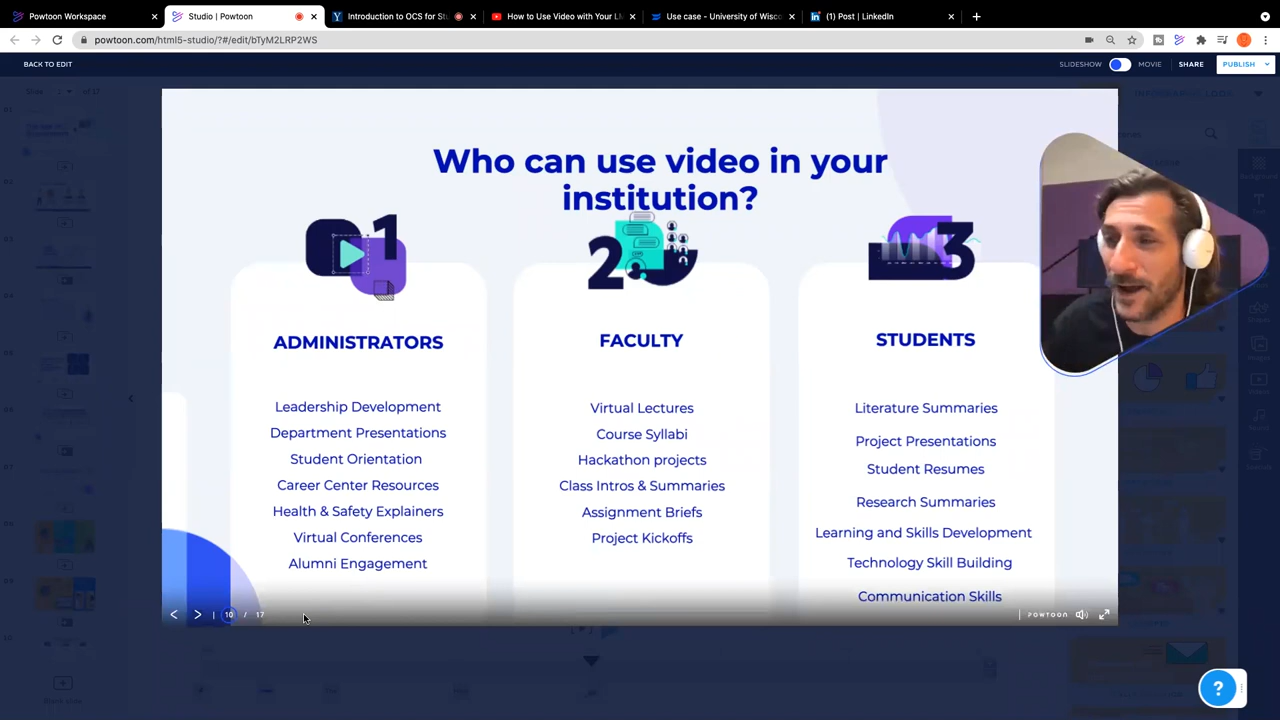 Powtoon Workspace
Studio | Powtoon
Introduction to OCS for Stu
How to Use Video with Your LM
Use case - University of Wisco
(1) Post | LinkedIn
powtoon.com/html5-studio/?#/edit/bTyM2LRP2WS
BACK TO EDIT
SLIDESHOW
MOVIE
SHARE
PUBLISH
Who can use video in your
institution?
1
2
3
ADMINISTRATORS
Leadership Development
Department Presentations
Student Orientation
Career Center Resources
Health & Safety Explainers
Virtual Conferences
Alumni Engagement
FACULTY
Virtual Lectures
Course Syllabi
Hackathon projects
Class Intros & Summaries
Assignment Briefs
Project Kickoffs
STUDENTS
Literature Summaries
Project Presentations
Student Resumes
Research Summaries
Learning and Skills Development
Technology Skill Building
Communication Skills
| 10 / 17
POWTOON
?